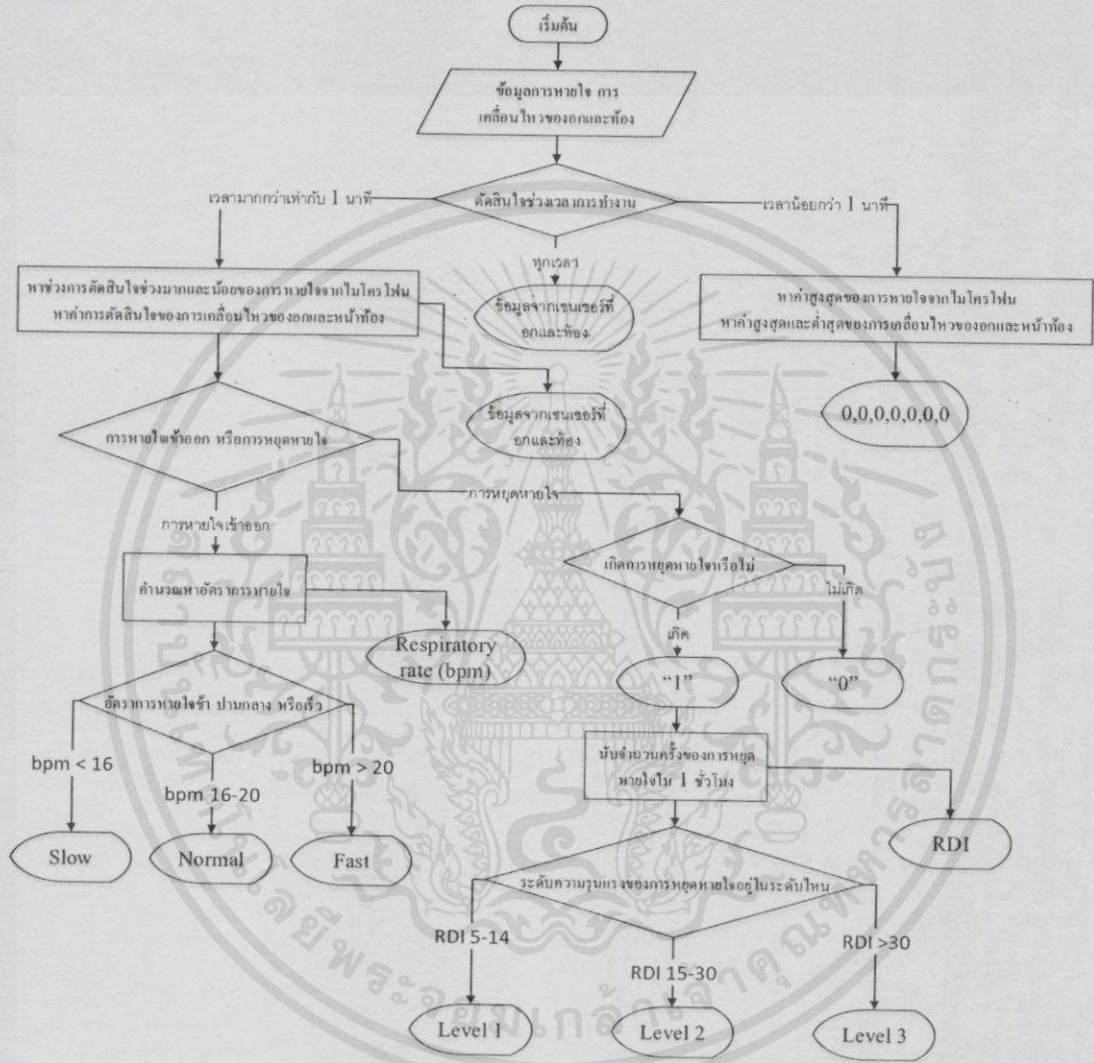 เริ่มต้น
ข้อมูลการหายใจ การ
เคลื่อนไหวของอกและท้อง
เวลามากกว่าเท่ากับ 1 นาที
ตัดสินใจช่วงเวลาการทำงาน
เวลาน้อยกว่า 1 นาที
ทุกเวลา
หาช่วงการตัดสินใจช่วงมากและน้อยของการหายใจจากไมโครโฟน
หาค่าการตัดสินใจของการเคลื่อนไหวของอกและหน้าท้อง
ข้อมูลจากเซนเซอร์ที่
อกและท้อง
หาค่าสูงสุดของการหายใจจากไมโครโฟน
หาค่าสูงสุดและต่ำสุดของการเคลื่อนไหวของอกและหน้าท้อง
ข้อมูลจากเซนเซอร์ที่
อกและท้อง
0,0,0,0,0,0,0
การหายใจเข้าออก หรือการหยุดหายใจ
การหยุดหายใจ
การหายใจเข้าออก
เกิดการหยุดหายใจหรือไม่
ไม่เกิด
คำนวณหาอัตราการหายใจ
เกิด
Respiratory
rate (bpm)
“1”
“0”
อัตราการหายใจช้า ปานกลาง หรือเร็ว
bpm < 16
bpm 16-20
bpm > 20
นับจำนวนครั้งของการหยุด
หายใจใน 1 ชั่วโมง
Slow
Normal
Fast
RDI
ระดับความรุนแรงของการหยุดหายใจอยู่ในระดับไหน
RDI 5-14
RDI 15-30
RDI >30
Level 1
Level 2
Level 3